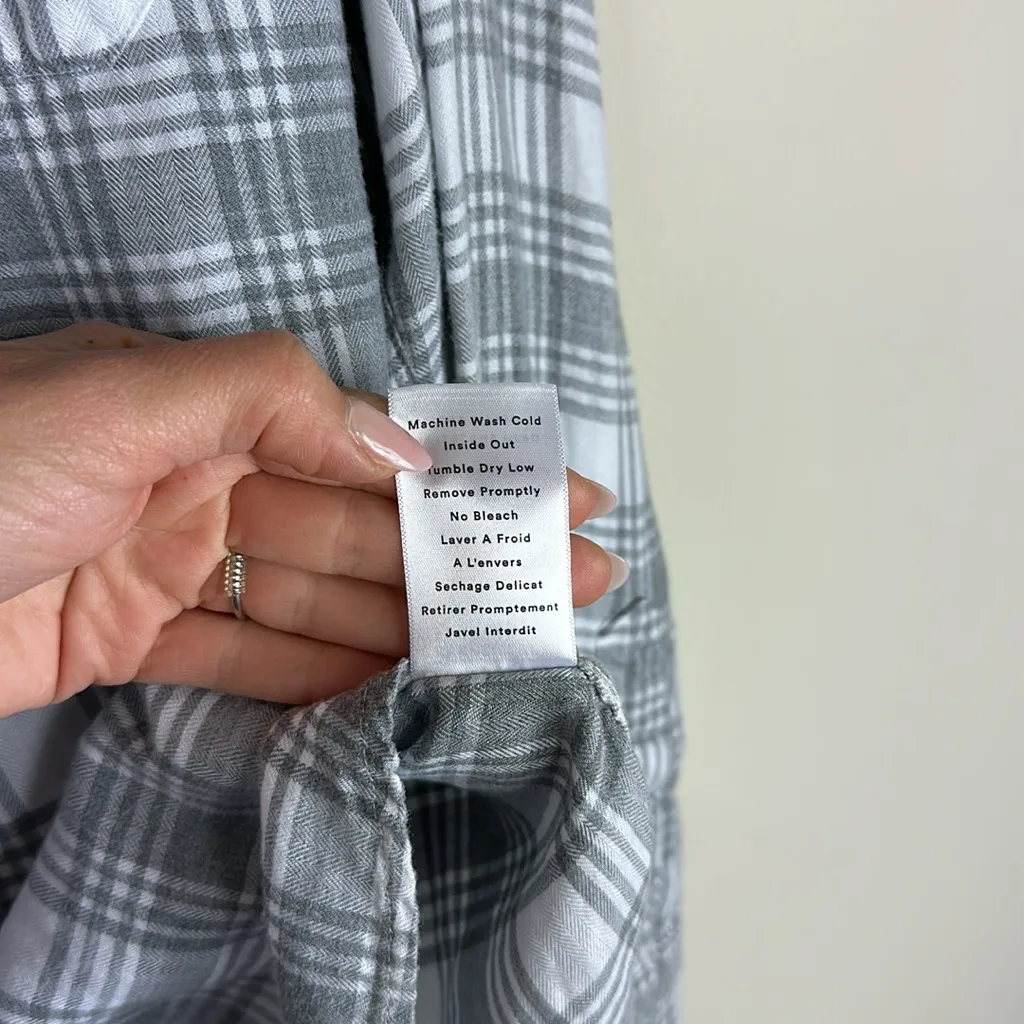 Machine Wash Cold
Inside Out
Tumble Dry Low
Remove Promptly
No Bleach
Laver A Froid
A L'envers
Sechage Delicat
Retirer Promptement
Javel Interdit